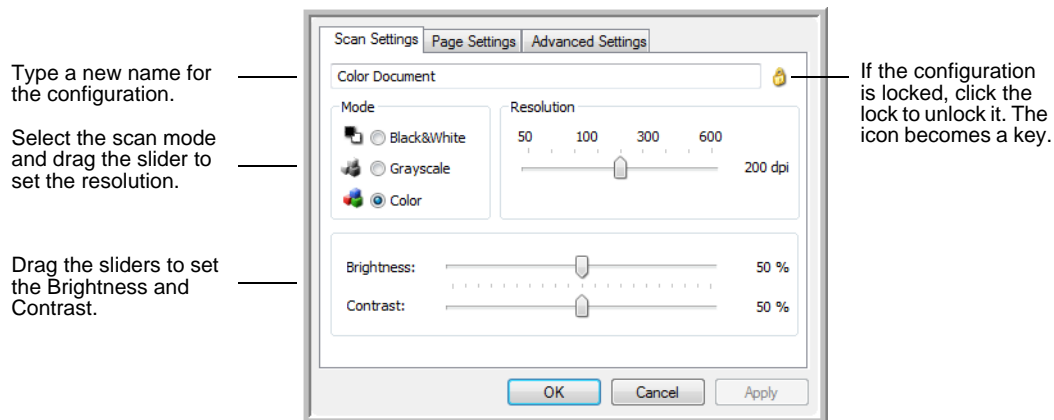 Scan Settings Page Settings Advanced Settings
Type a new name for
the configuration.
Color Document
If the configuration
is locked, click the
lock to unlock it. The
icon becomes a key.
Select the scan mode
and drag the slider to
set the resolution.
Mode
Black&White
Grayscale
Color
Resolution
50 100 300 600
200 dpi
Drag the sliders to set
the Brightness and
Contrast.
Brightness: 50 %
Contrast: 50 %
OK Cancel Apply